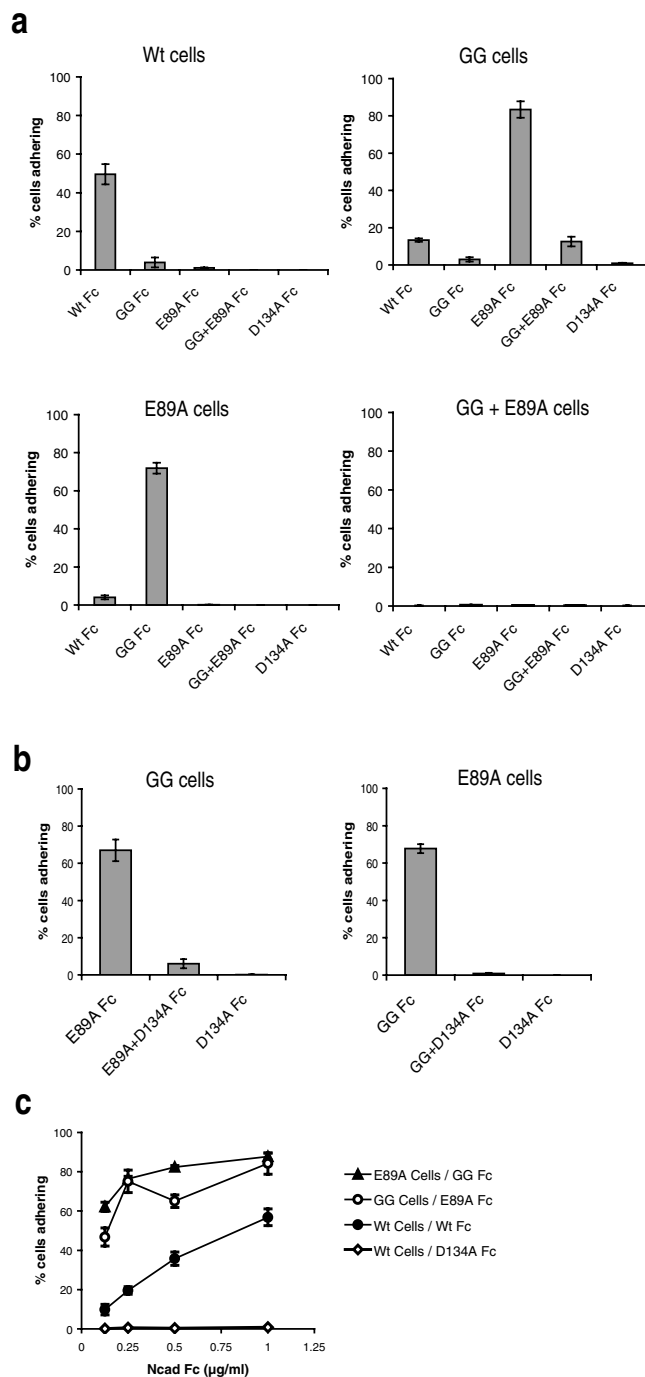 a
Wt cells
% cells adhering
100
80
60
40
20
0
Wt Fc
GG Fc
E89A Fc
GG+E89A Fc
D134A Fc
GG cells
% cells adhering
100
80
60
40
20
0
Wt Fc
GG Fc
E89A Fc
GG+E89A Fc
D134A Fc
E89A cells
% cells adhering
100
80
60
40
20
0
Wt Fc
GG Fc
E89A Fc
GG+E89A Fc
D134A Fc
GG + E89A cells
% cells adhering
100
80
60
40
20
0
Wt Fc
GG Fc
E89A Fc
GG+E89A Fc
D134A Fc
b
GG cells
% cells adhering
100
80
60
40
20
0
E89A Fc
E89A+D134A Fc
D134A Fc
E89A cells
% cells adhering
100
80
60
40
20
0
GG Fc
GG+D134A Fc
D134A Fc
c
% cells adhering
100
80
60
40
20
0
0
0.25
0.5
0.75
1
1.25
Ncad Fc (µg/ml)
E89A Cells / GG Fc
GG Cells / E89A Fc
Wt Cells / Wt Fc
Wt Cells / D134A Fc